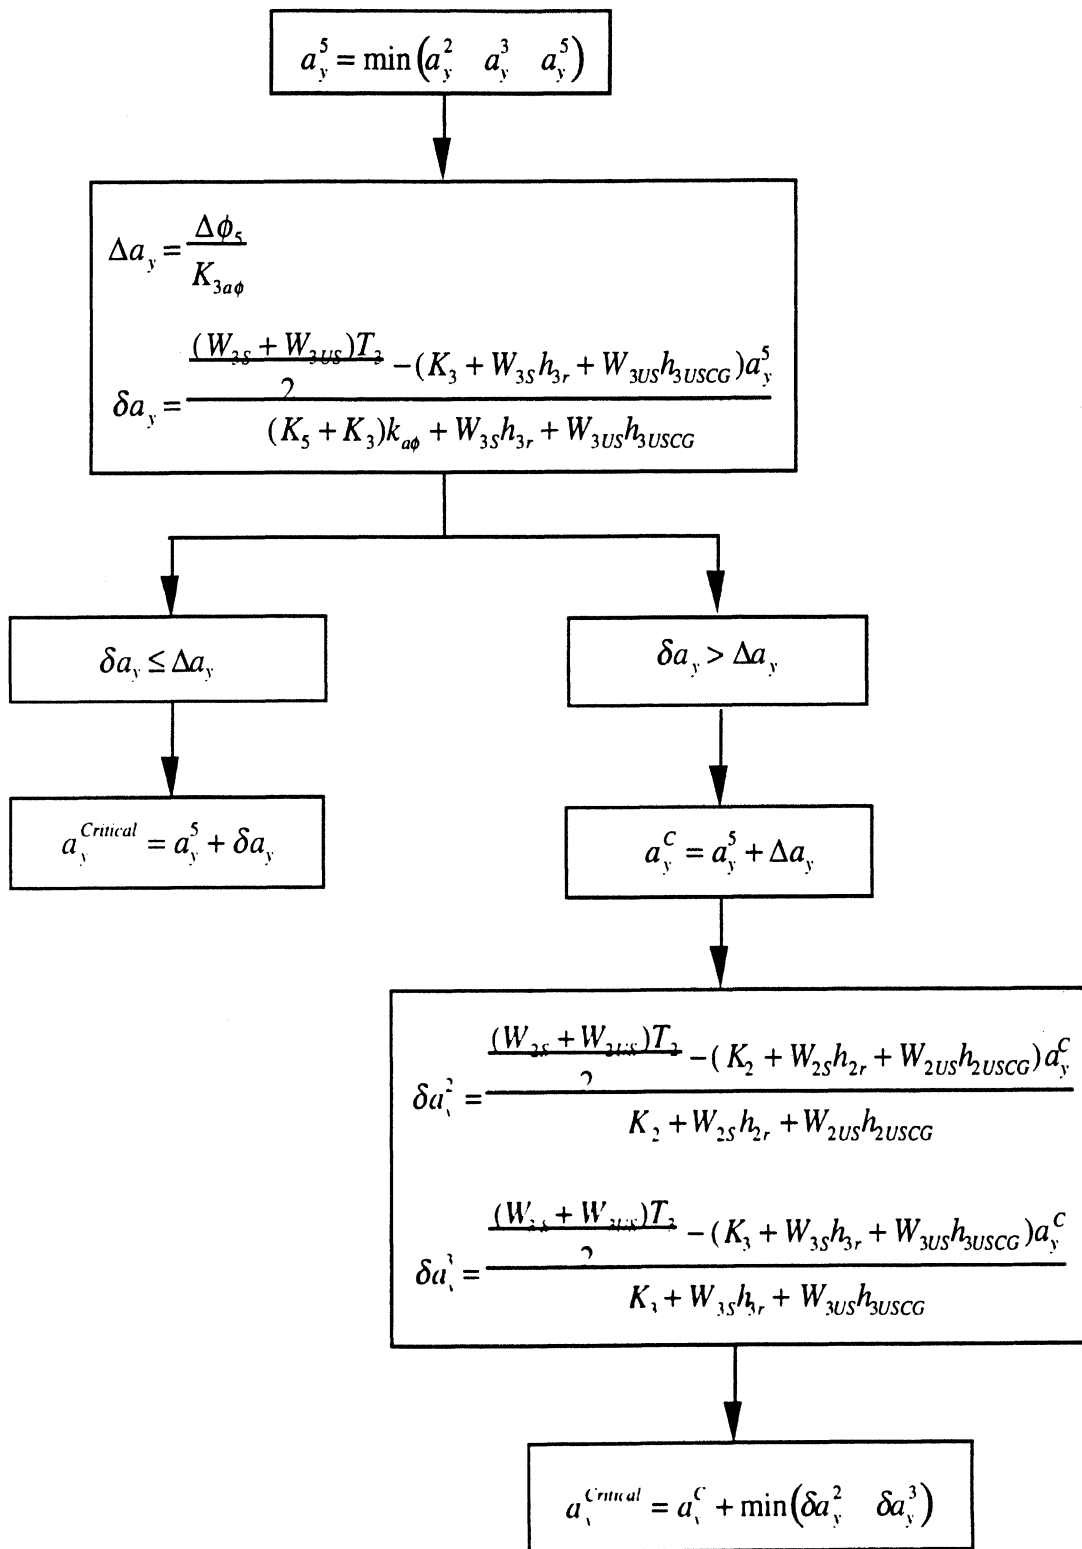 a_y^5 = min(a_y^2 a_y^3 a_y^5)
Δa_y = Δϕ_5 / K_{3aϕ}
δa_y = ((W_{3S} + W_{3US})T_3 / 2 - (K_3 + W_{3S}h_{3r} + W_{3US}h_{3USCG})a_y^5) / ((K_5 + K_3)k_{aϕ} + W_{3S}h_{3r} + W_{3US}h_{3USCG})
δa_y ≤ Δa_y
δa_y > Δa_y
a_y^{Critical} = a_y^5 + δa_y
a_y^C = a_y^5 + Δa_y
δa_y^2 = ((W_{2S} + W_{2US})T_2 / 2 - (K_2 + W_{2S}h_{2r} + W_{2US}h_{2USCG})a_y^C) / (K_2 + W_{2S}h_{2r} + W_{2US}h_{2USCG})
δa_y^3 = ((W_{3S} + W_{3US})T_3 / 2 - (K_3 + W_{3S}h_{3r} + W_{3US}h_{3USCG})a_y^C) / (K_3 + W_{3S}h_{3r} + W_{3US}h_{3USCG})
a_y^{Critical} = a_y^C + min(δa_y^2 δa_y^3)